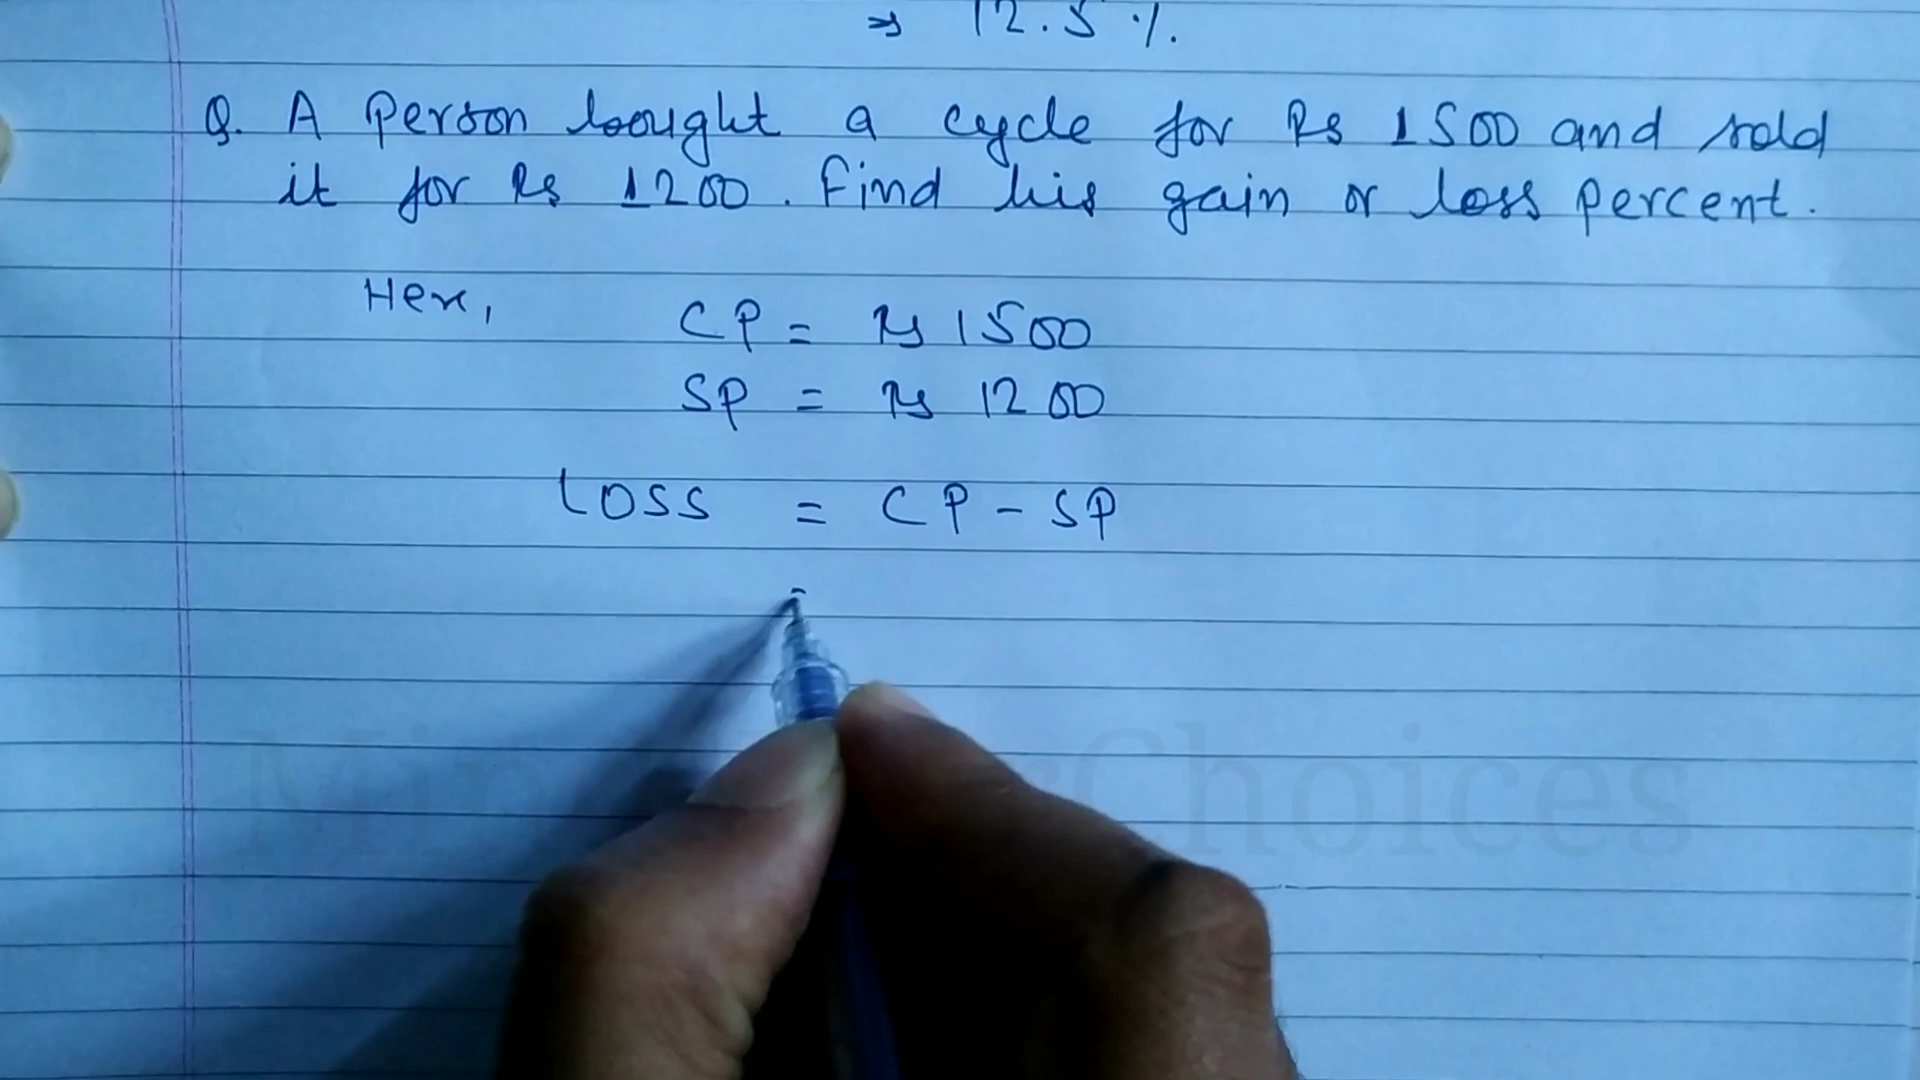 ⇒ 12.5 %.
Q. A Person bought a cycle for Rs 1500 and sold
it for Rs 1200. Find his gain or loss percent.
Here,
CP = Rs 1500
SP = Rs 1200
LOSS = CP - SP
-
Choices